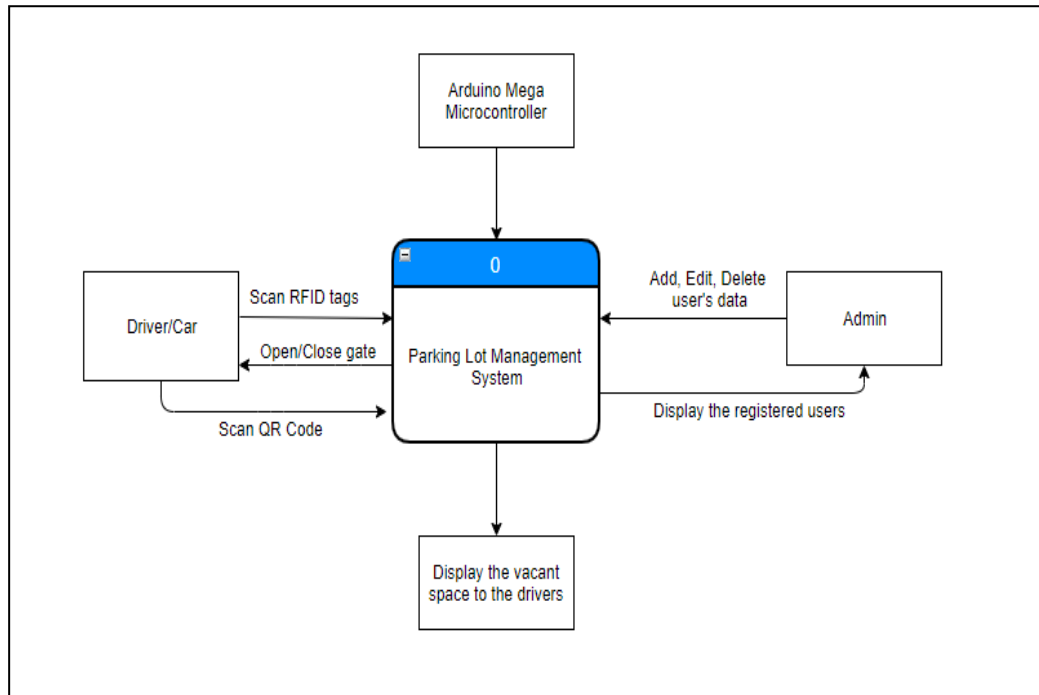 Arduino Mega
Microcontroller
0
Scan RFID tags
Add, Edit, Delete
user's data
Driver/Car
Admin
Open/Close gate
Parking Lot Management
System
Display the registered users
Scan QR Code
Display the vacant
space to the drivers